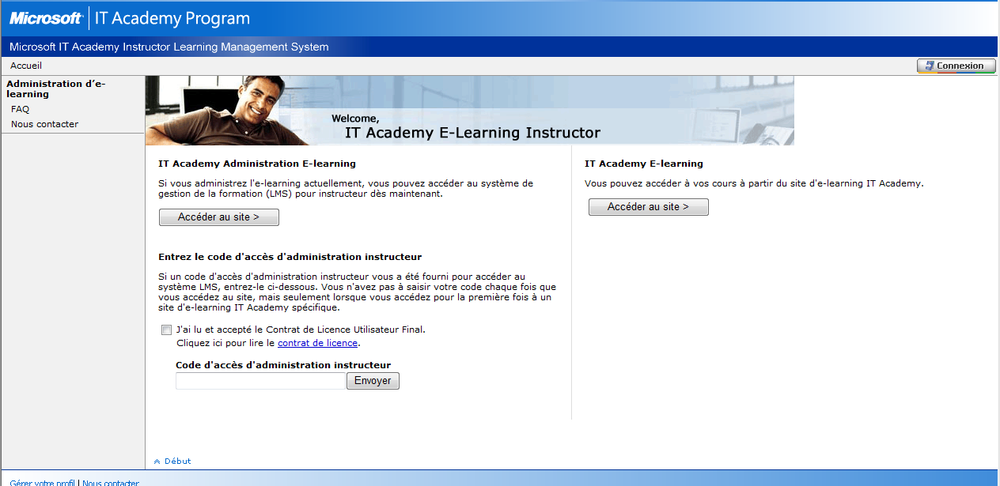 Microsoft | IT Academy Program
Microsoft IT Academy Instructor Learning Management System
Accueil
Connexion
Administration d’e-
learning
FAQ
Nous contacter
Welcome,
IT Academy E-Learning Instructor
IT Academy Administration E-learning
Si vous administrez l'e-learning actuellement, vous pouvez accéder au système de
gestion de la formation (LMS) pour instructeur dès maintenant.
Accéder au site >
Entrez le code d'accès d'administration instructeur
Si un code d'accès d'administration instructeur vous a été fourni pour accéder au
système LMS, entrez-le ci-dessous. Vous n'avez pas à saisir votre code chaque fois que
vous accédez au site, mais seulement lorsque vous accédez pour la première fois à un
site d'e-learning IT Academy spécifique.
J'ai lu et accepté le Contrat de Licence Utilisateur Final.
Cliquez ici pour lire le contrat de licence.
Code d'accès d'administration instructeur
Envoyer
IT Academy E-learning
Vous pouvez accéder à vos cours à partir du site d'e-learning IT Academy.
Accéder au site >
Début
Gérer votre profil | Nous contacter